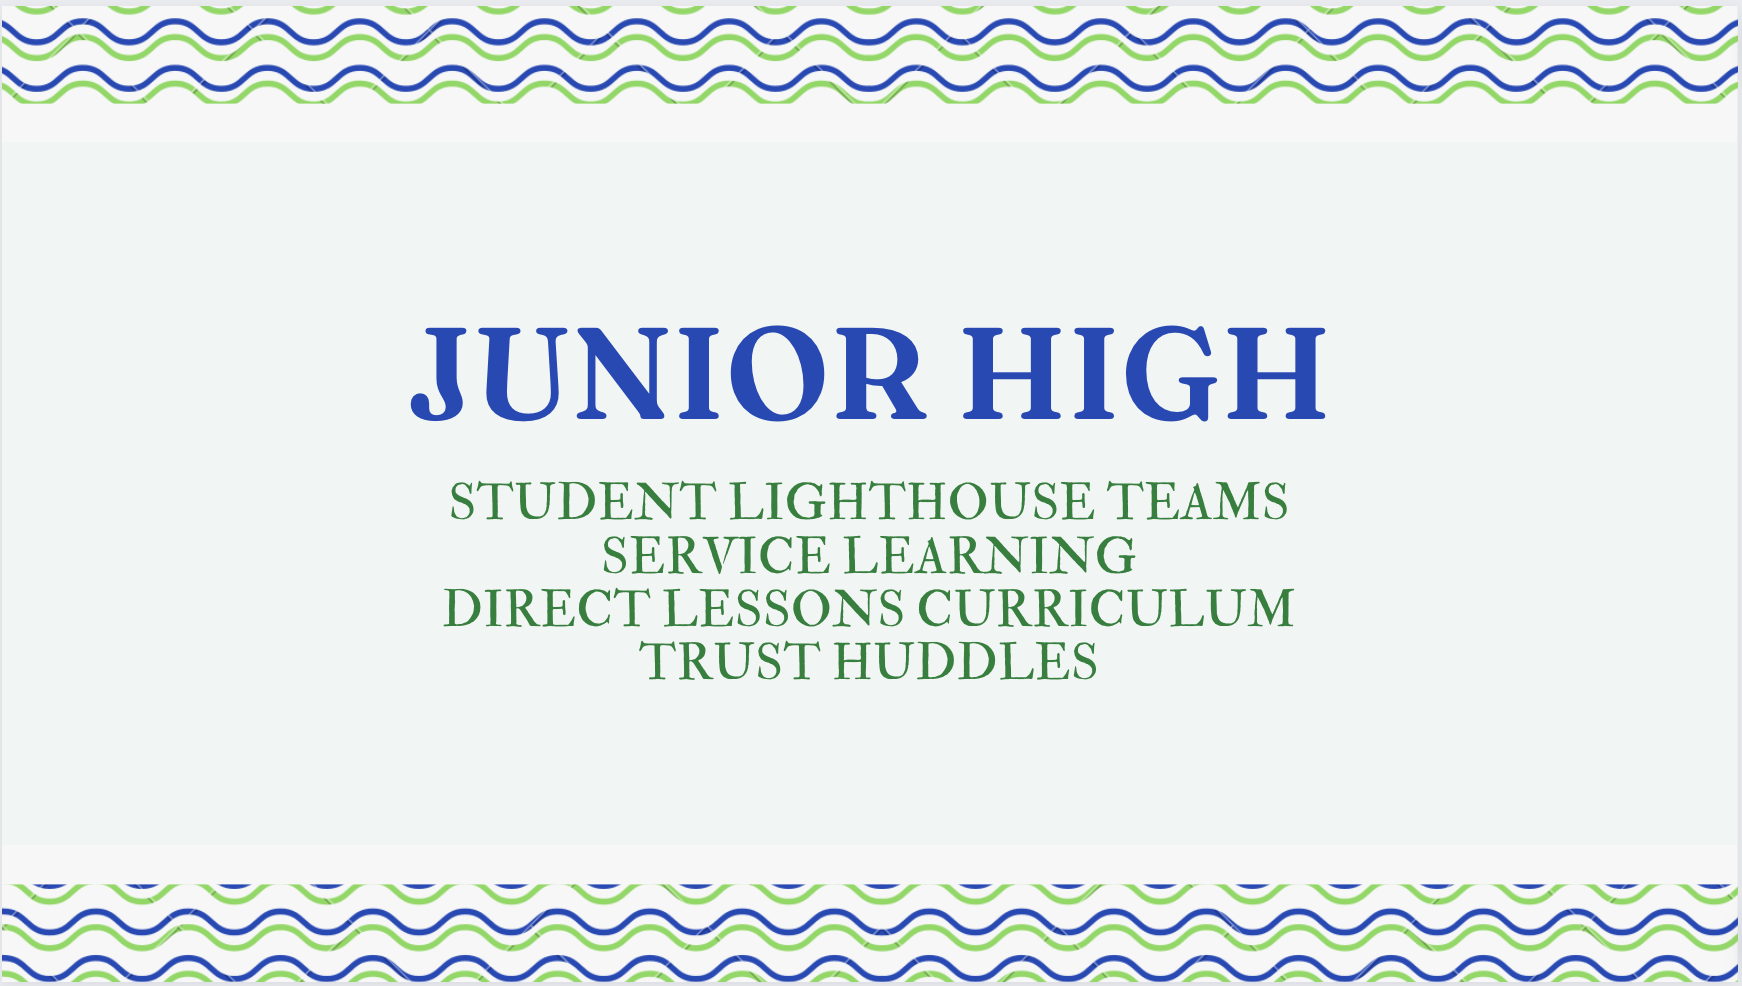 JUNIOR HIGH
STUDENT LIGHTHOUSE TEAMS
SERVICE LEARNING
DIRECT LESSONS CURRICULUM
TRUST HUDDLES